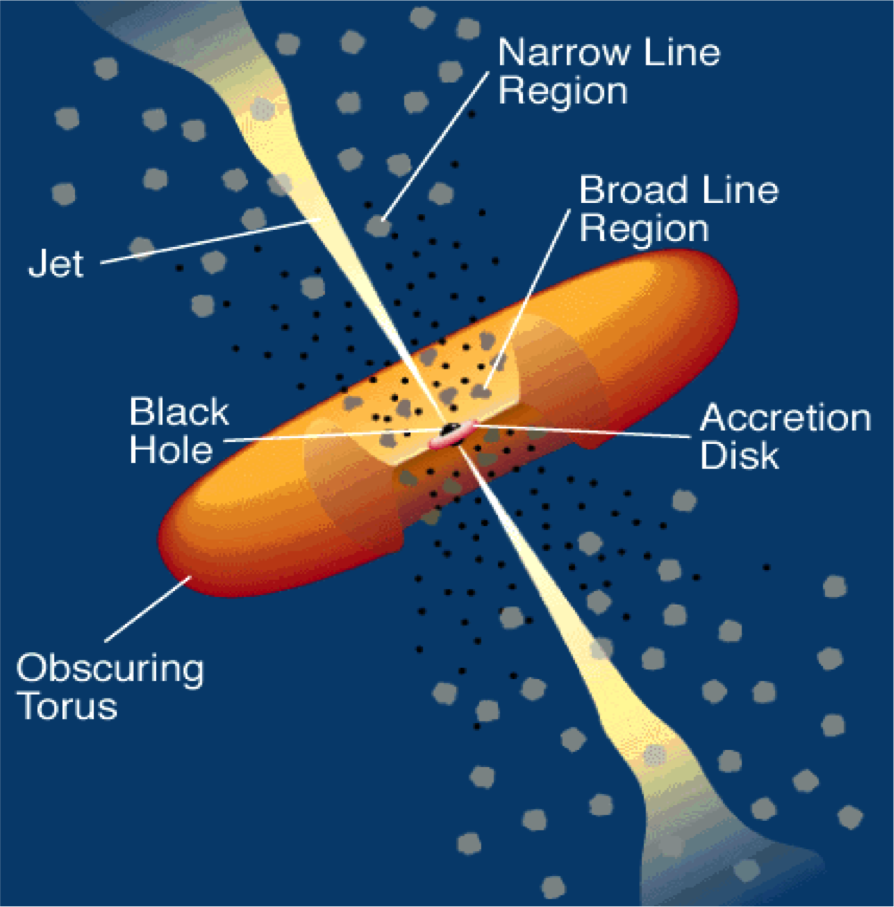 Narrow Line
Region
Broad Line
Region
Jet
Black
Hole
Accretion
Disk
Obscuring
Torus